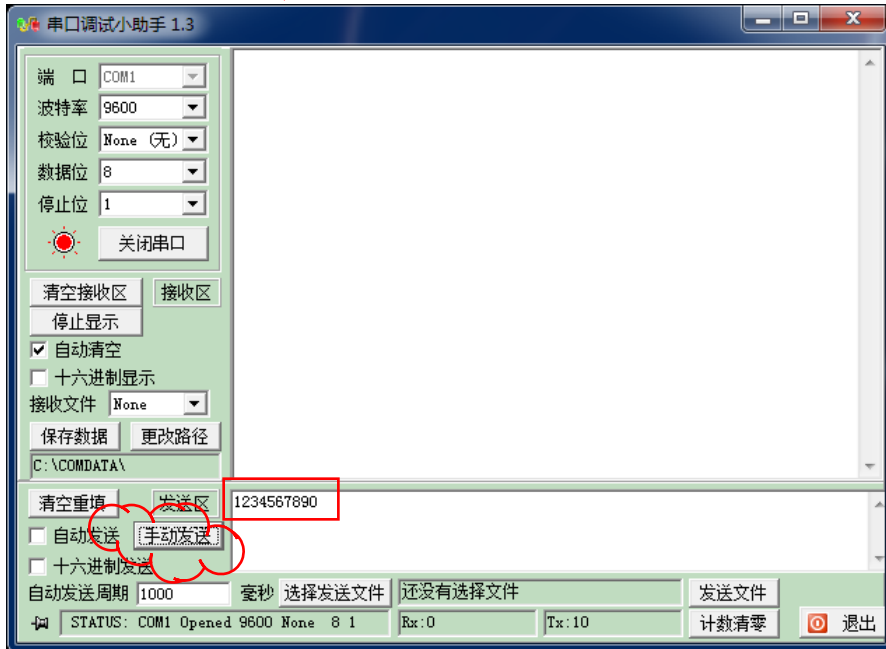 串口调试小助手 1.3
端 口 COM1
波特率 9600
校验位 None (无)
数据位 8
停止位 1
关闭串口
清空接收区 接收区
停止显示
自动清空
十六进制显示
接收文件 None
保存数据 更改路径
C:\COMDATA\
清空重填 发送区 1234567890
自动发送 手动发送
十六进制发送
自动发送周期 1000 毫秒 选择发送文件 还没有选择文件 发送文件
STATUS: COM1 Opened 9600 None 8 1 Rx:0 Tx:10 计数清零 退出